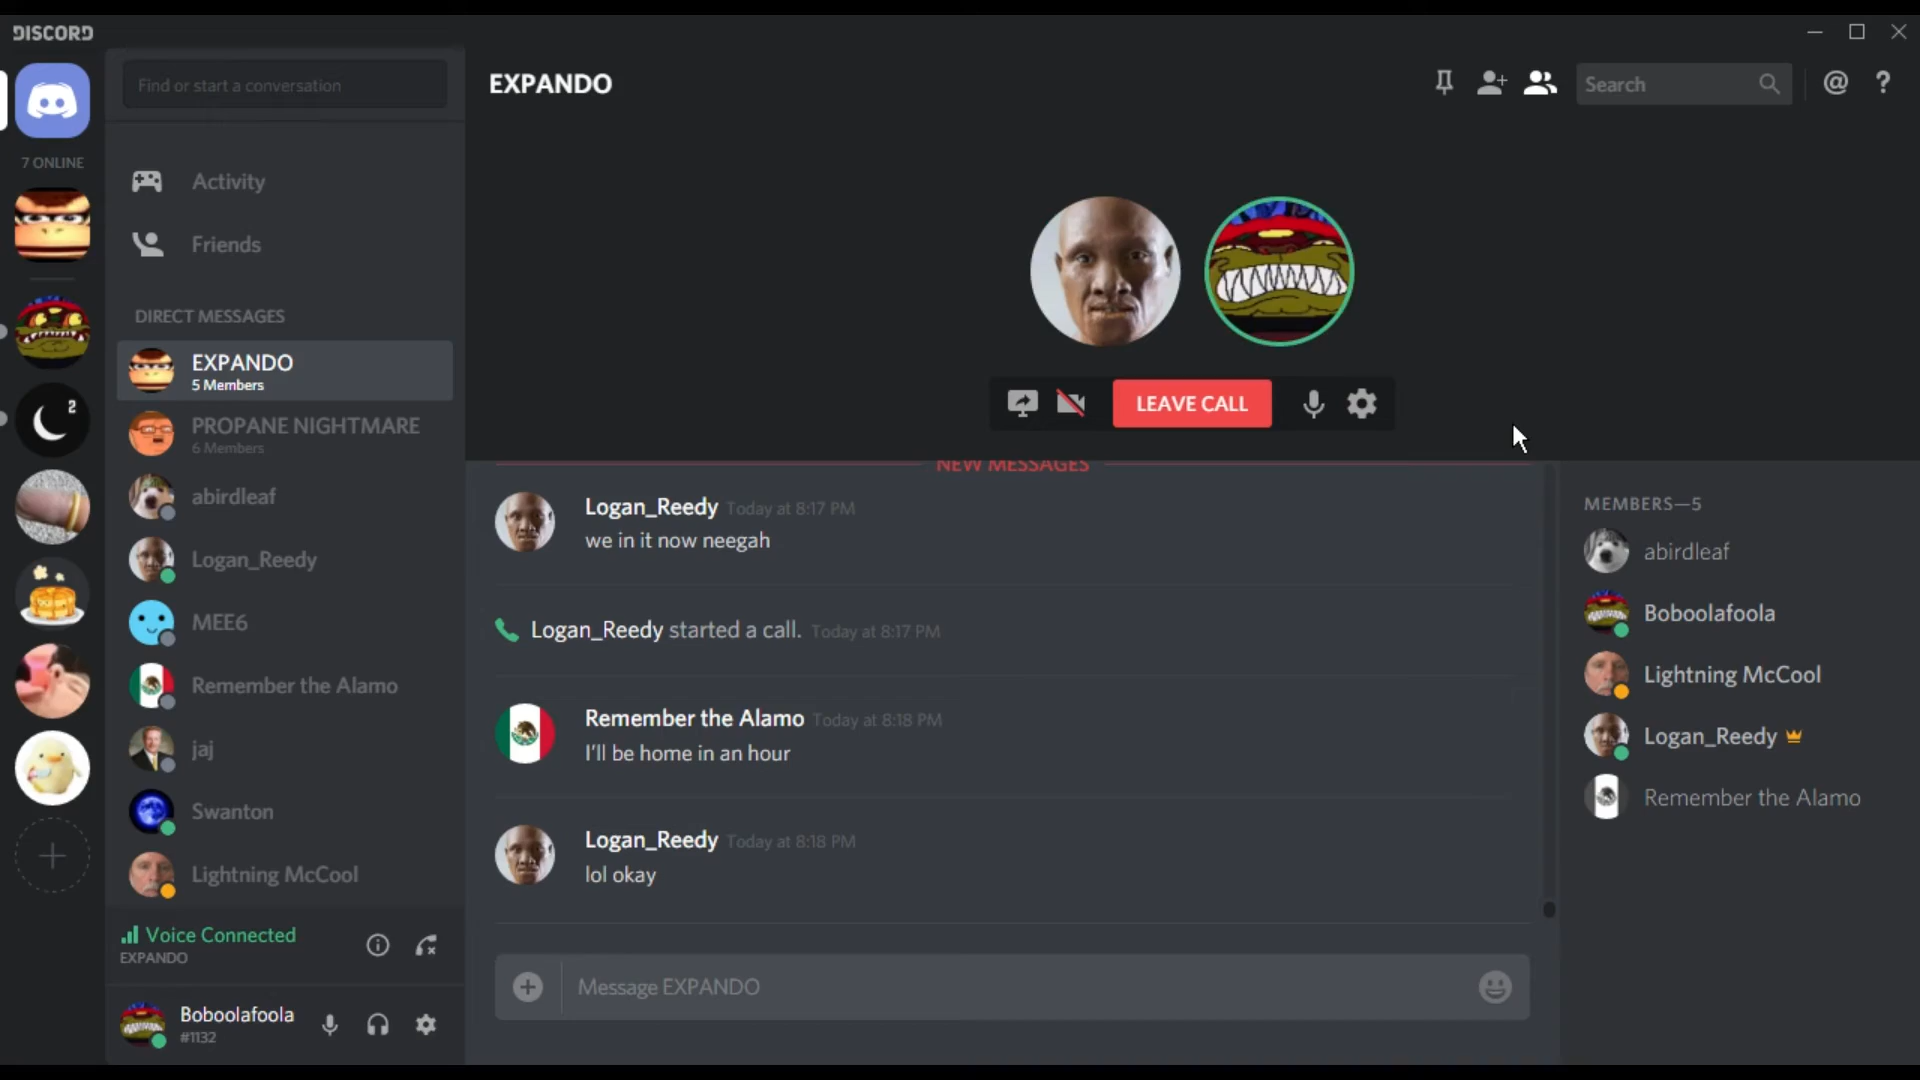 DISCORD
Find or start a conversation
7 ONLINE
Activity
Friends
DIRECT MESSAGES
EXPANDO
5 Members
PROPANE NIGHTMARE
6 Members
abirdleaf
Logan_Reedy
MEE6
Remember the Alamo
jaj
Swanton
Lightning McCool
Voice Connected
EXPANDO
Boboolafoola
#1132
2
EXPANDO
Search
@ ?
LEAVE CALL
NEW MESSAGES
Logan_Reedy Today at 8:17 PM
we in it now neegah
Logan_Reedy started a call. Today at 8:17 PM
Remember the Alamo Today at 8:18 PM
I'll be home in an hour
Logan_Reedy Today at 8:18 PM
lol okay
Message EXPANDO
MEMBERS—5
abirdleaf
Boboolafoola
Lightning McCool
Logan_Reedy
Remember the Alamo